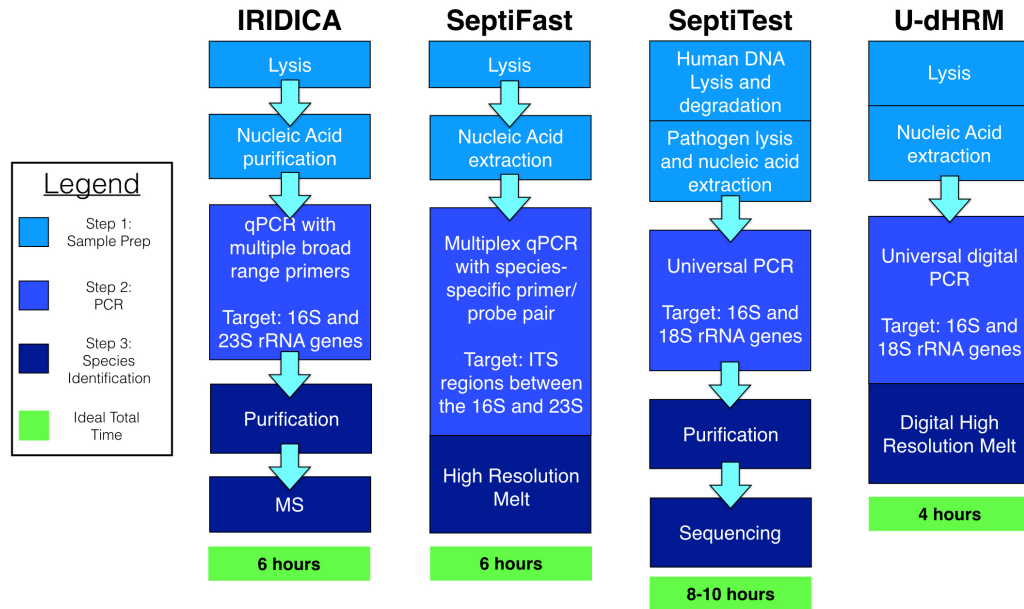 IRIDICA
Lysis
Nucleic Acid
purification
qPCR with
multiple broad
range primers
Target: 16S and
23S rRNA genes
Purification
MS
6 hours
SeptiFast
Lysis
Nucleic Acid
extraction
Multiplex qPCR
with species-
specific primer/
probe pair
Target: ITS
regions between
the 16S and 23S
High Resolution
Melt
6 hours
SeptiTest
Human DNA
Lysis and
degradation
Pathogen lysis
and nucleic acid
extraction
Universal PCR
Target: 16S and
18S rRNA genes
Purification
Sequencing
8-10 hours
U-dHRM
Lysis
Nucleic Acid
extraction
Universal digital
PCR
Target: 16S and
18S rRNA genes
Digital High
Resolution Melt
4 hours
Legend
Step 1:
Sample Prep
Step 2:
PCR
Step 3:
Species
Identification
Ideal Total
Time